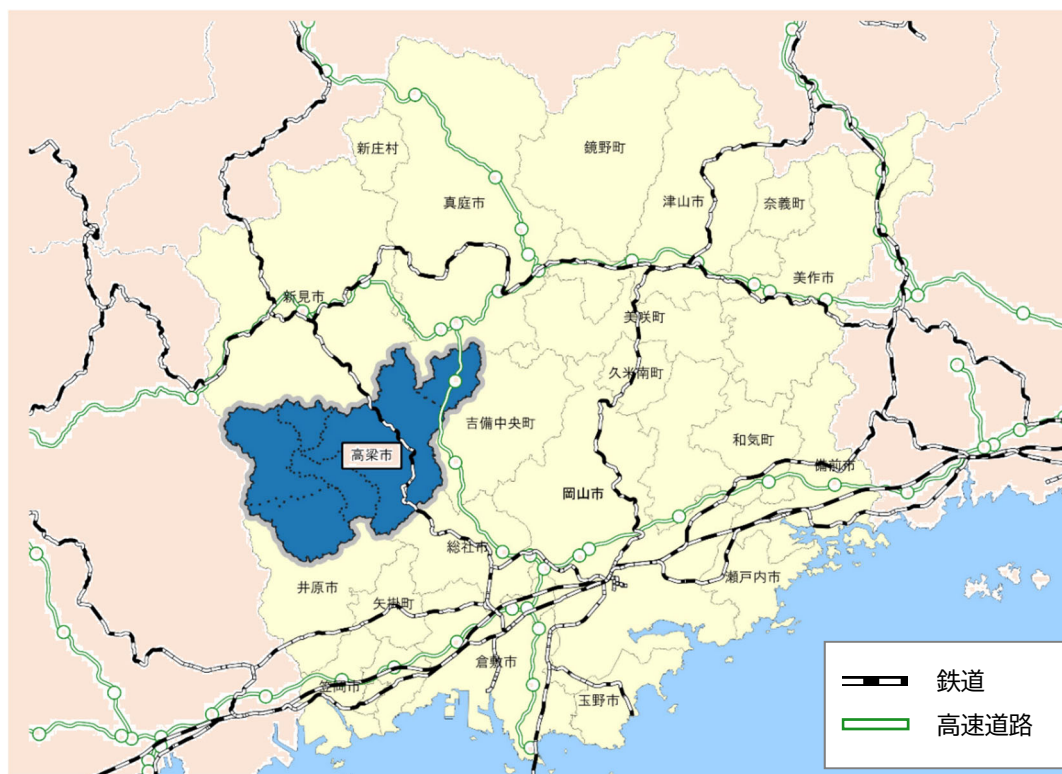 新庄村
鏡野町
真庭市
津山市
奈義町
美作市
新見市
美咲町
久米南町
吉備中央町
和気町
高梁市
備前市
岡山市
総社市
瀬戸内市
井原市
矢掛町
倉敷市
笠岡市
玉野市
鉄道
高速道路